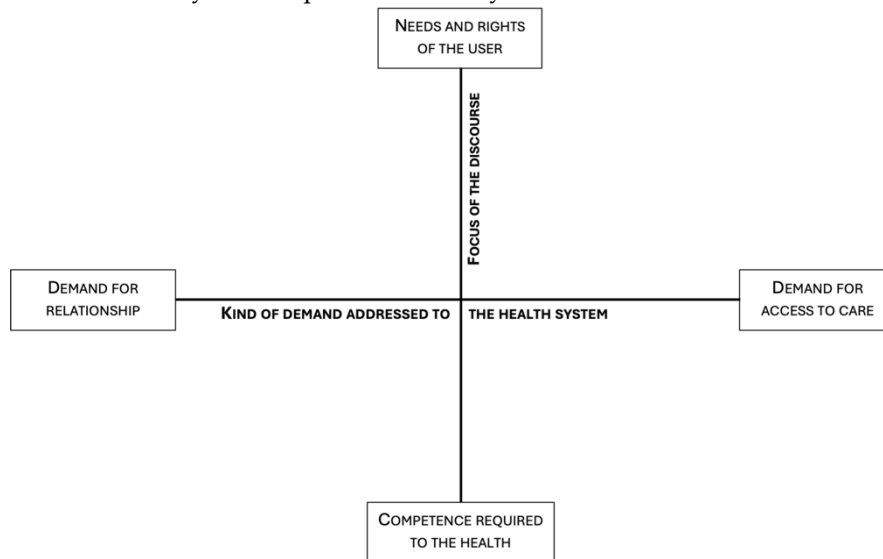 NEEDS AND RIGHTS
OF THE USER
FOCUS OF THE DISCOURSE
DEMAND FOR
RELATIONSHIP
KIND OF DEMAND ADDRESSED TO THE HEALTH SYSTEM
DEMAND FOR
ACCESS TO CARE
COMPETENCE REQUIRED
TO THE HEALTH